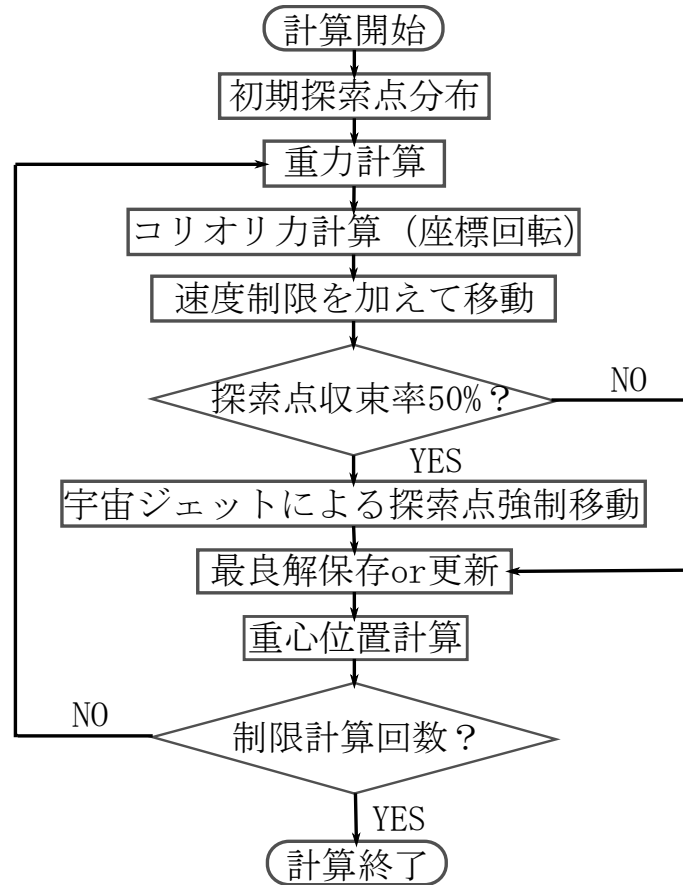 計算開始
初期探索点分布
重力計算
コリオリ力計算 (座標回転)
速度制限を加えて移動
探索点収束率50%？
NO
YES
宇宙ジェットによる探索点強制移動
最良解保存or更新
重心位置計算
NO
制限計算回数？
YES
計算終了